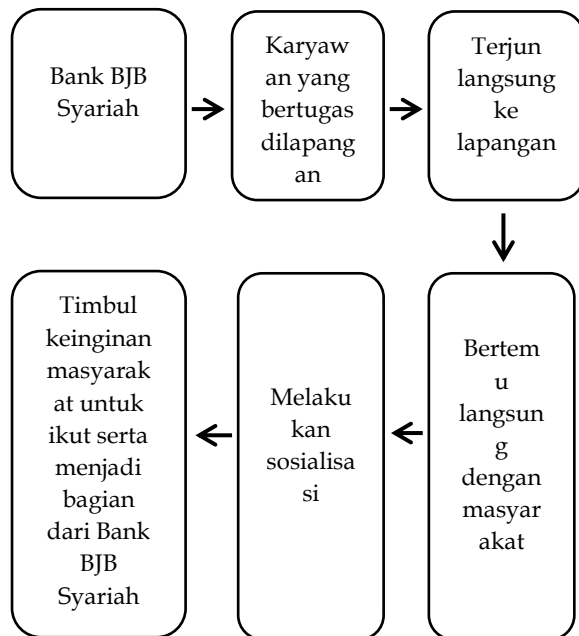 Bank BJB
Syariah
Karyaw
an yang
bertugas
dilapang
an
Terjun
langsung
ke
lapangan
Bertem
u
langsun
g
dengan
masyar
akat
Melaku
kan
sosialisa
si
Timbul
keinginan
masyarak
at untuk
ikut serta
menjadi
bagian
dari Bank
BJB
Syariah